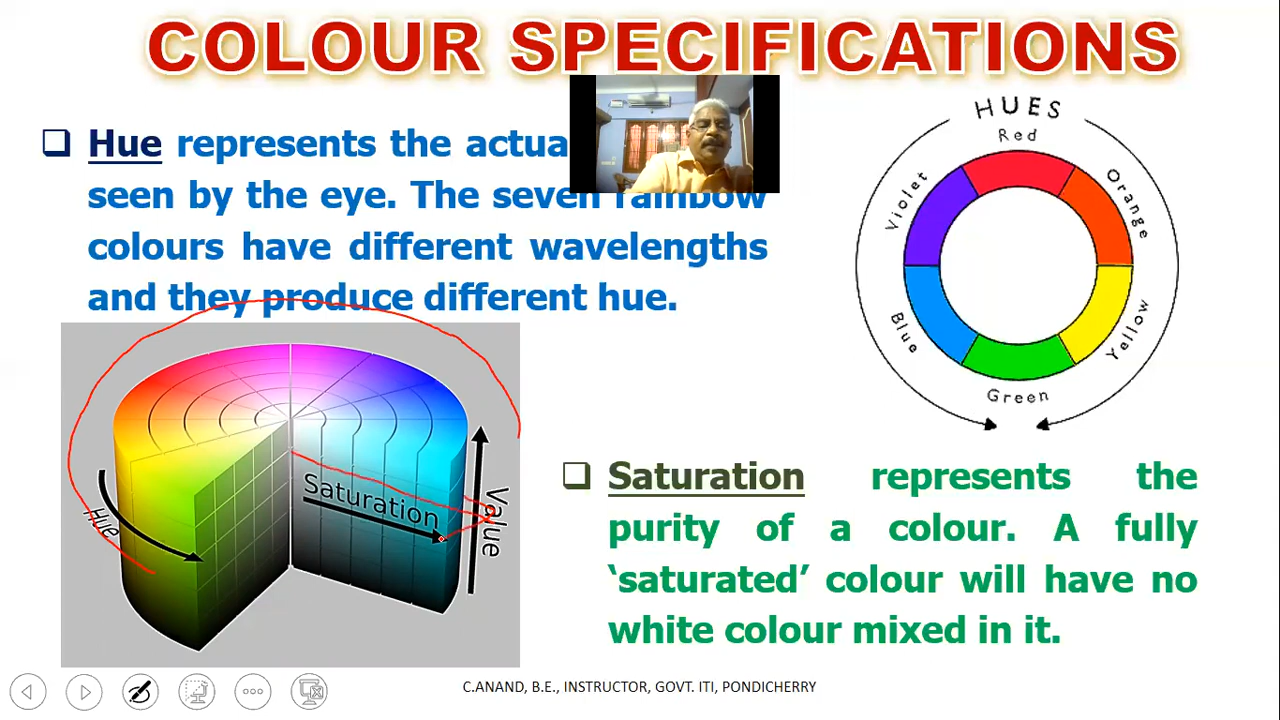 COLOUR SPECIFICATIONS
Hue represents the actua
seen by the eye. The seven rainbow
colours have different wavelengths
and they produce different hue.
HUES
Red
Orange
Yellow
Green
Blue
Violet
Hue
Saturation
Value
Saturation represents the
purity of a colour. A fully
‘saturated’ colour will have no
white colour mixed in it.
C.ANAND, B.E., INSTRUCTOR, GOVT. ITI, PONDICHERRY